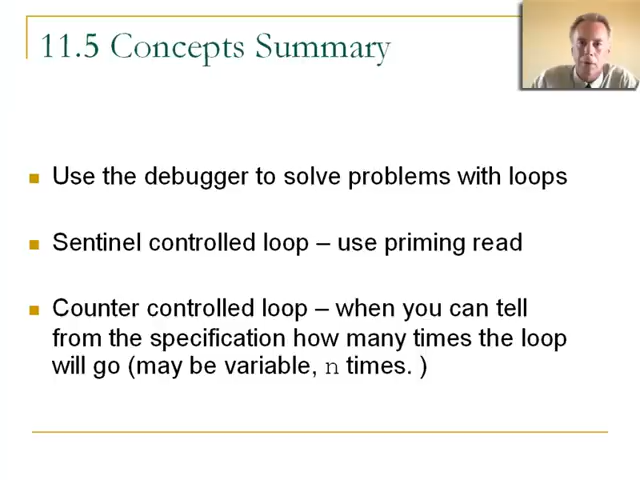 11.5 Concepts Summary
Use the debugger to solve problems with loops
Sentinel controlled loop – use priming read
Counter controlled loop – when you can tell
from the specification how many times the loop
will go (may be variable, n times. )